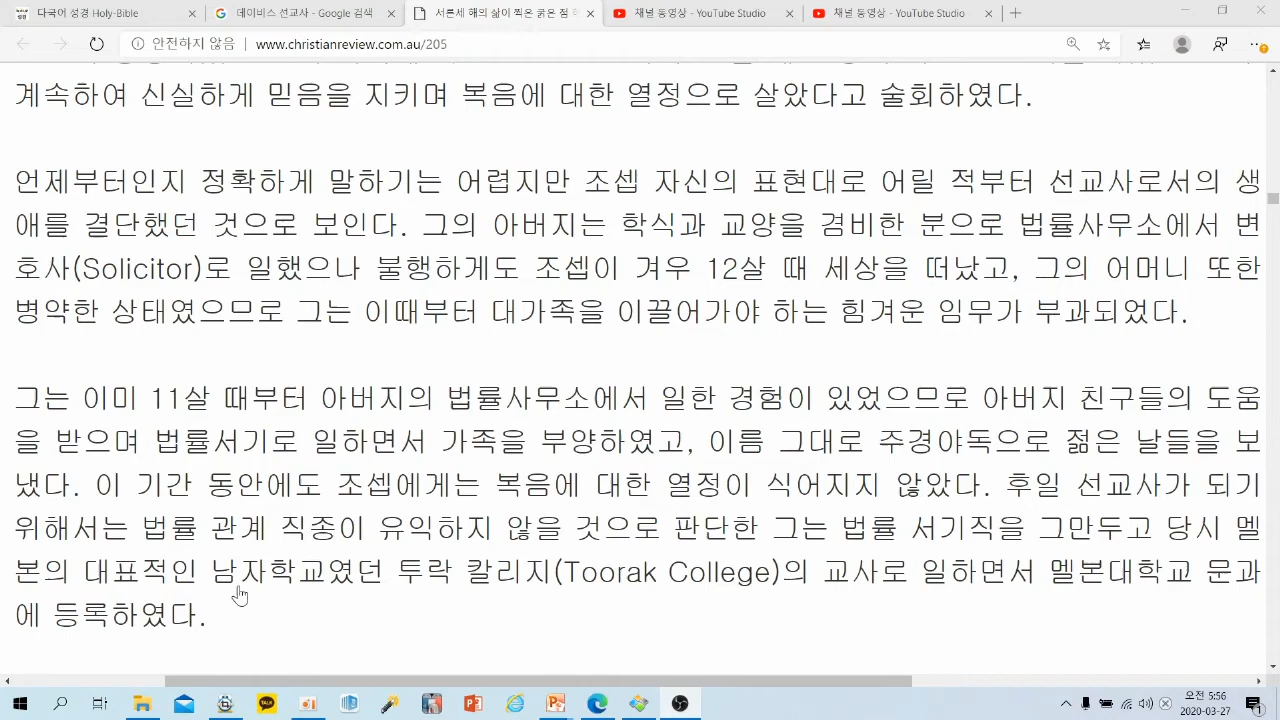 다국어 성경 Holy-Bible
데이비스 선교사 - Google 검색
서른세 해의 삶이 찍은 굵은 점 한
채널 동영상 - YouTube Studio
채널 동영상 - YouTube Studio
안전하지 않음 | www.christianreview.com.au/205
계속하여 신실하게 믿음을 지키며 복음에 대한 열정으로 살았다고 술회하였다.
언제부터인지 정확하게 말하기는 어렵지만 조셉 자신의 표현대로 어릴 적부터 선교사로서의 생
애를 결단했던 것으로 보인다. 그의 아버지는 학식과 교양을 겸비한 분으로 법률사무소에서 변
호사(Solicitor)로 일했으나 불행하게도 조셉이 겨우 12살 때 세상을 떠났고, 그의 어머니 또한
병약한 상태였으므로 그는 이때부터 대가족을 이끌어가야 하는 힘겨운 임무가 부과되었다.
그는 이미 11살 때부터 아버지의 법률사무소에서 일한 경험이 있었으므로 아버지 친구들의 도움
을 받으며 법률서기로 일하면서 가족을 부양하였고, 이름 그대로 주경야독으로 젊은 날들을 보
냈다. 이 기간 동안에도 조셉에게는 복음에 대한 열정이 식어지지 않았다. 후일 선교사가 되기
위해서는 법률 관계 직종이 유익하지 않을 것으로 판단한 그는 법률 서기직을 그만두고 당시 멜
본의 대표적인 남자학교였던 투락 칼리지(Toorak College)의 교사로 일하면서 멜본대학교 문과
에 등록하였다.
오전 5:56
2020-03-27